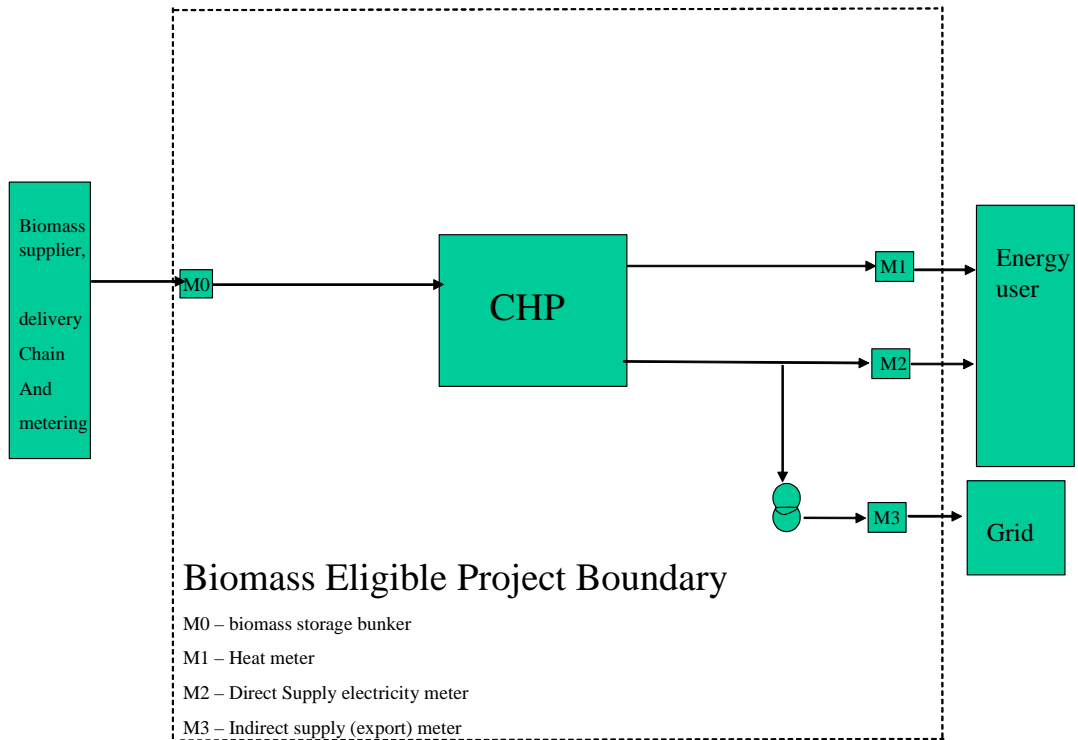 Biomass
supplier,
delivery
Chain
And
metering
M0
CHP
M1
M2
M3
Energy
user
Grid
Biomass Eligible Project Boundary
M0 – biomass storage bunker
M1 – Heat meter
M2 – Direct Supply electricity meter
M3 – Indirect supply (export) meter